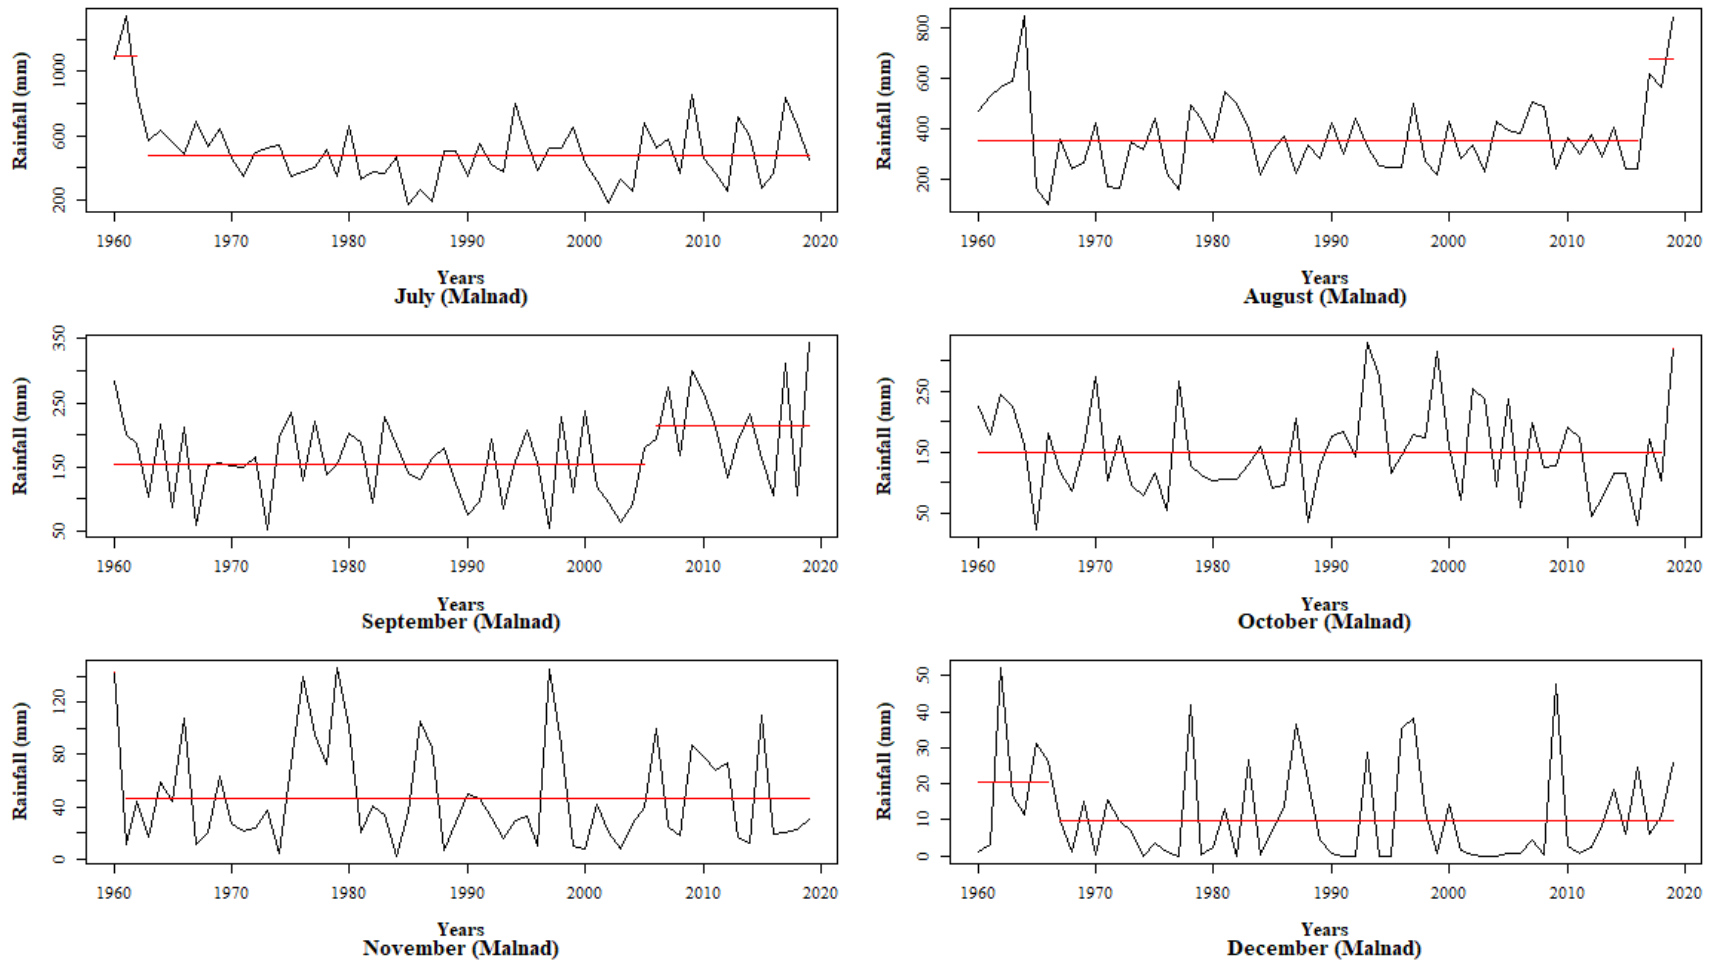 Rainfall (mm)
200 600 1000
1960 1970 1980 1990 2000 2010 2020
Years
July (Malnad)
Rainfall (mm)
200 400 600 800
1960 1970 1980 1990 2000 2010 2020
Years
August (Malnad)
Rainfall (mm)
50 150 250 350
1960 1970 1980 1990 2000 2010 2020
Years
September (Malnad)
Rainfall (mm)
50 150 250
1960 1970 1980 1990 2000 2010 2020
Years
October (Malnad)
Rainfall (mm)
0 40 80 120
1960 1970 1980 1990 2000 2010 2020
Years
November (Malnad)
Rainfall (mm)
0 10 20 30 40 50
1960 1970 1980 1990 2000 2010 2020
Years
December (Malnad)